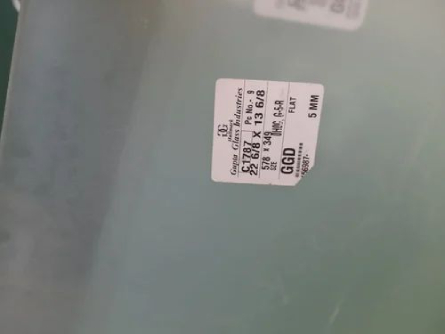 Gupta Glass Industries
C1787 Pc No.- 9
22 6/8 X 13 6/8
578 x 349
DZE
GGD FLAT
5 MM